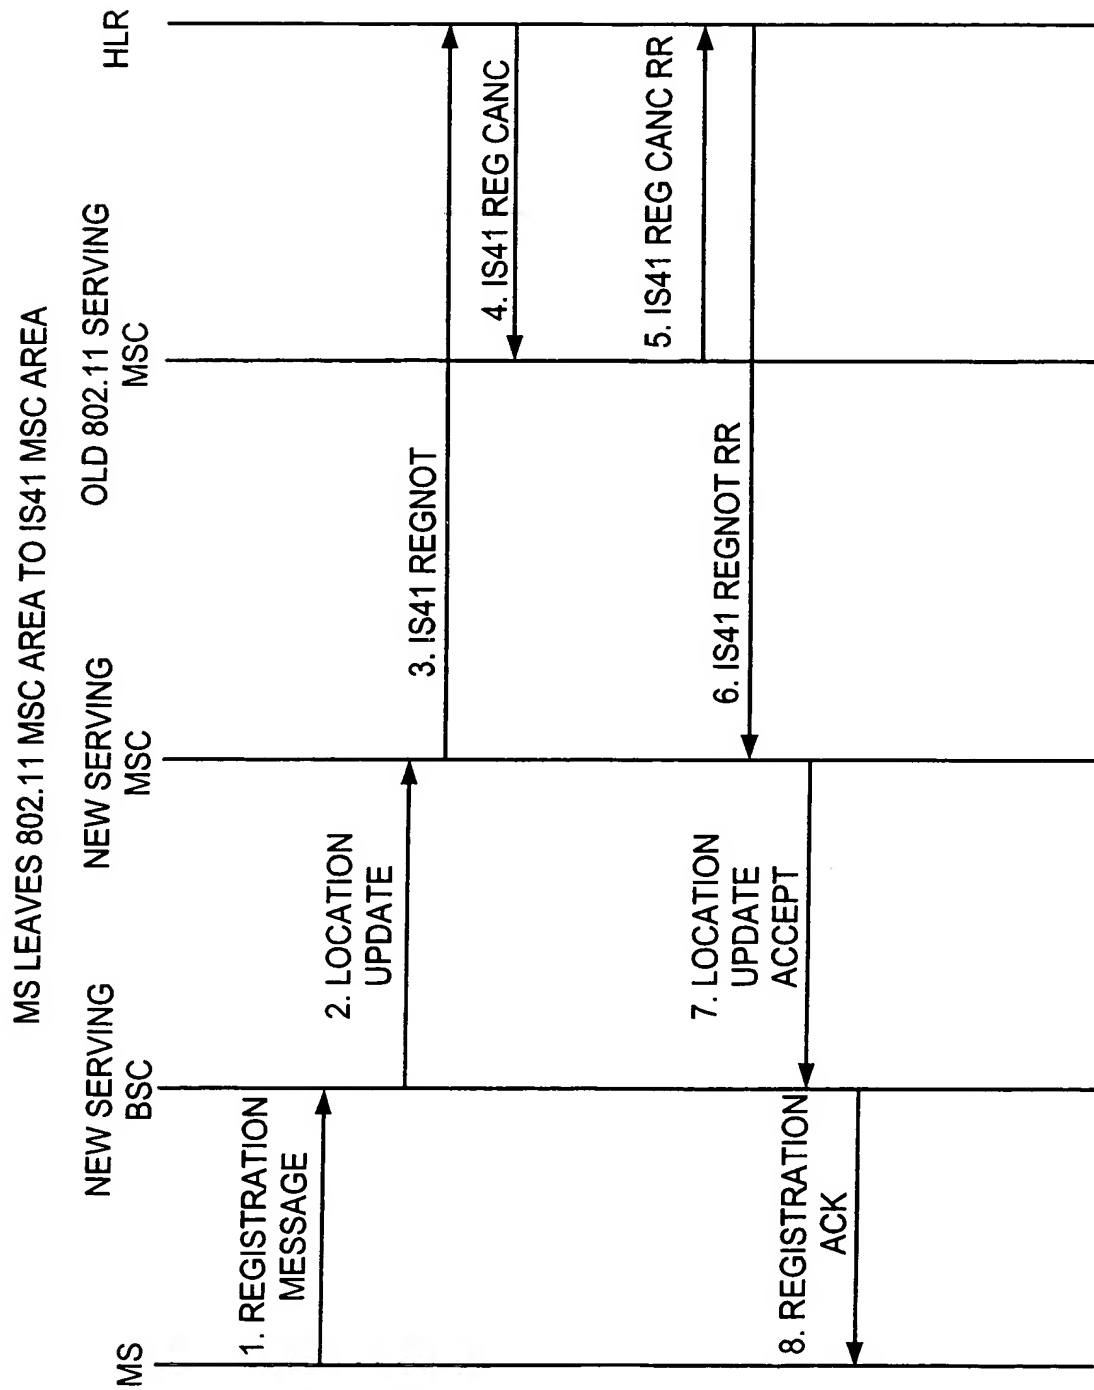 MS LEAVES 802.11 MSC AREA TO IS41 MSC AREA
MS
NEW SERVING
BSC
NEW SERVING
MSC
OLD 802.11 SERVING
MSC
HLR
1. REGISTRATION
MESSAGE
2. LOCATION
UPDATE
3. IS41 REGNOT
4. IS41 REG CANC
5. IS41 REG CANC RR
6. IS41 REGNOT RR
7. LOCATION
UPDATE
ACCEPT
8. REGISTRATION
ACK